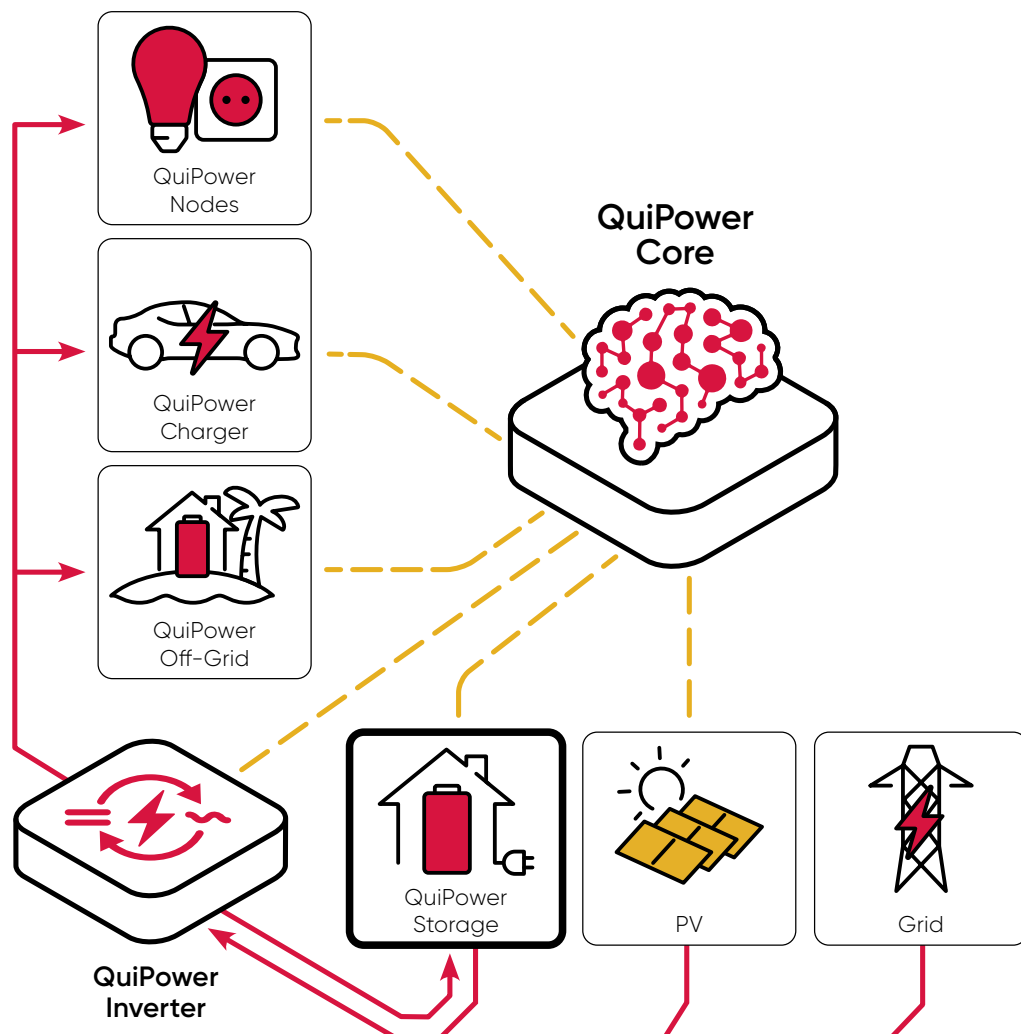 QuiPower
Nodes
QuiPower
Core
QuiPower
Charger
QuiPower
Off-Grid
QuiPower
Storage
PV
Grid
QuiPower
Inverter